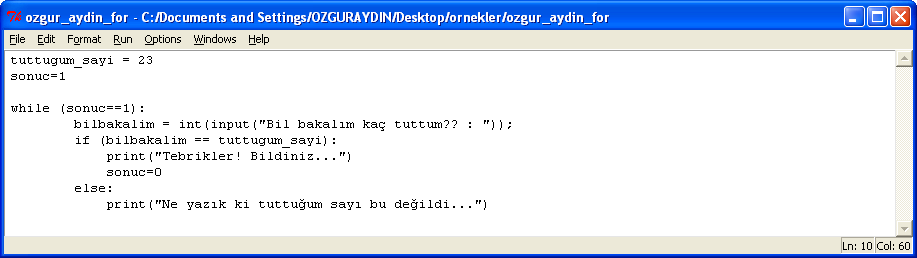 ozgur_aydin_for - C:/Documents and Settings/OZGURAYDIN/Desktop/ornekler/ozgur_aydin_for
File Edit Format Run Options Windows Help
tuttugum_sayi = 23
sonuc=1
while (sonuc==1):
        bilbakalim = int(input("Bil bakalım kaç tuttum?? : "));
        if (bilbakalim == tuttugum_sayi):
            print("Tebrikler! Bildiniz...")
            sonuc=0
        else:
            print("Ne yazık ki tuttuğum sayı bu değildi...")
Ln: 10 Col: 60